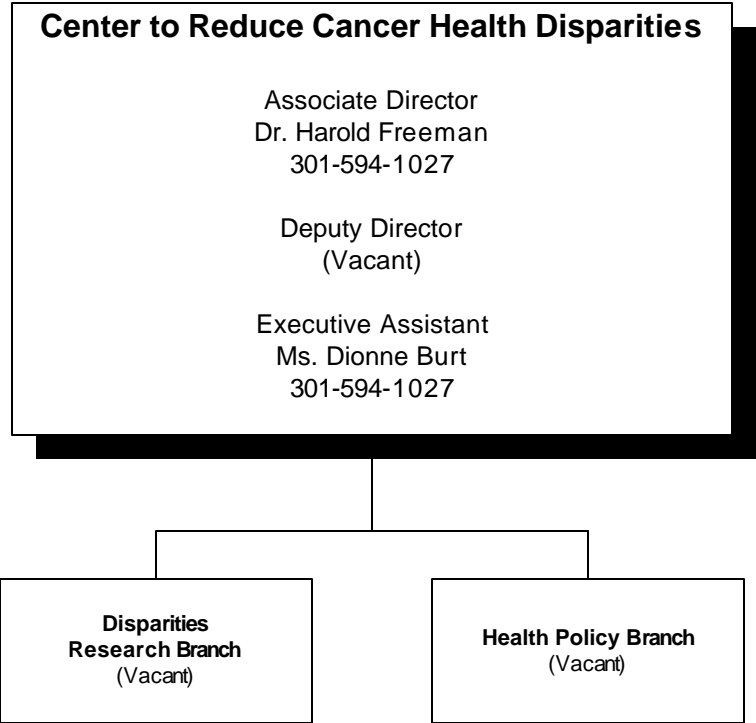 Center to Reduce Cancer Health Disparities
Associate Director
Dr. Harold Freeman
301-594-1027
Deputy Director
(Vacant)
Executive Assistant
Ms. Dionne Burt
301-594-1027
Disparities
Research Branch
(Vacant)
Health Policy Branch
(Vacant)